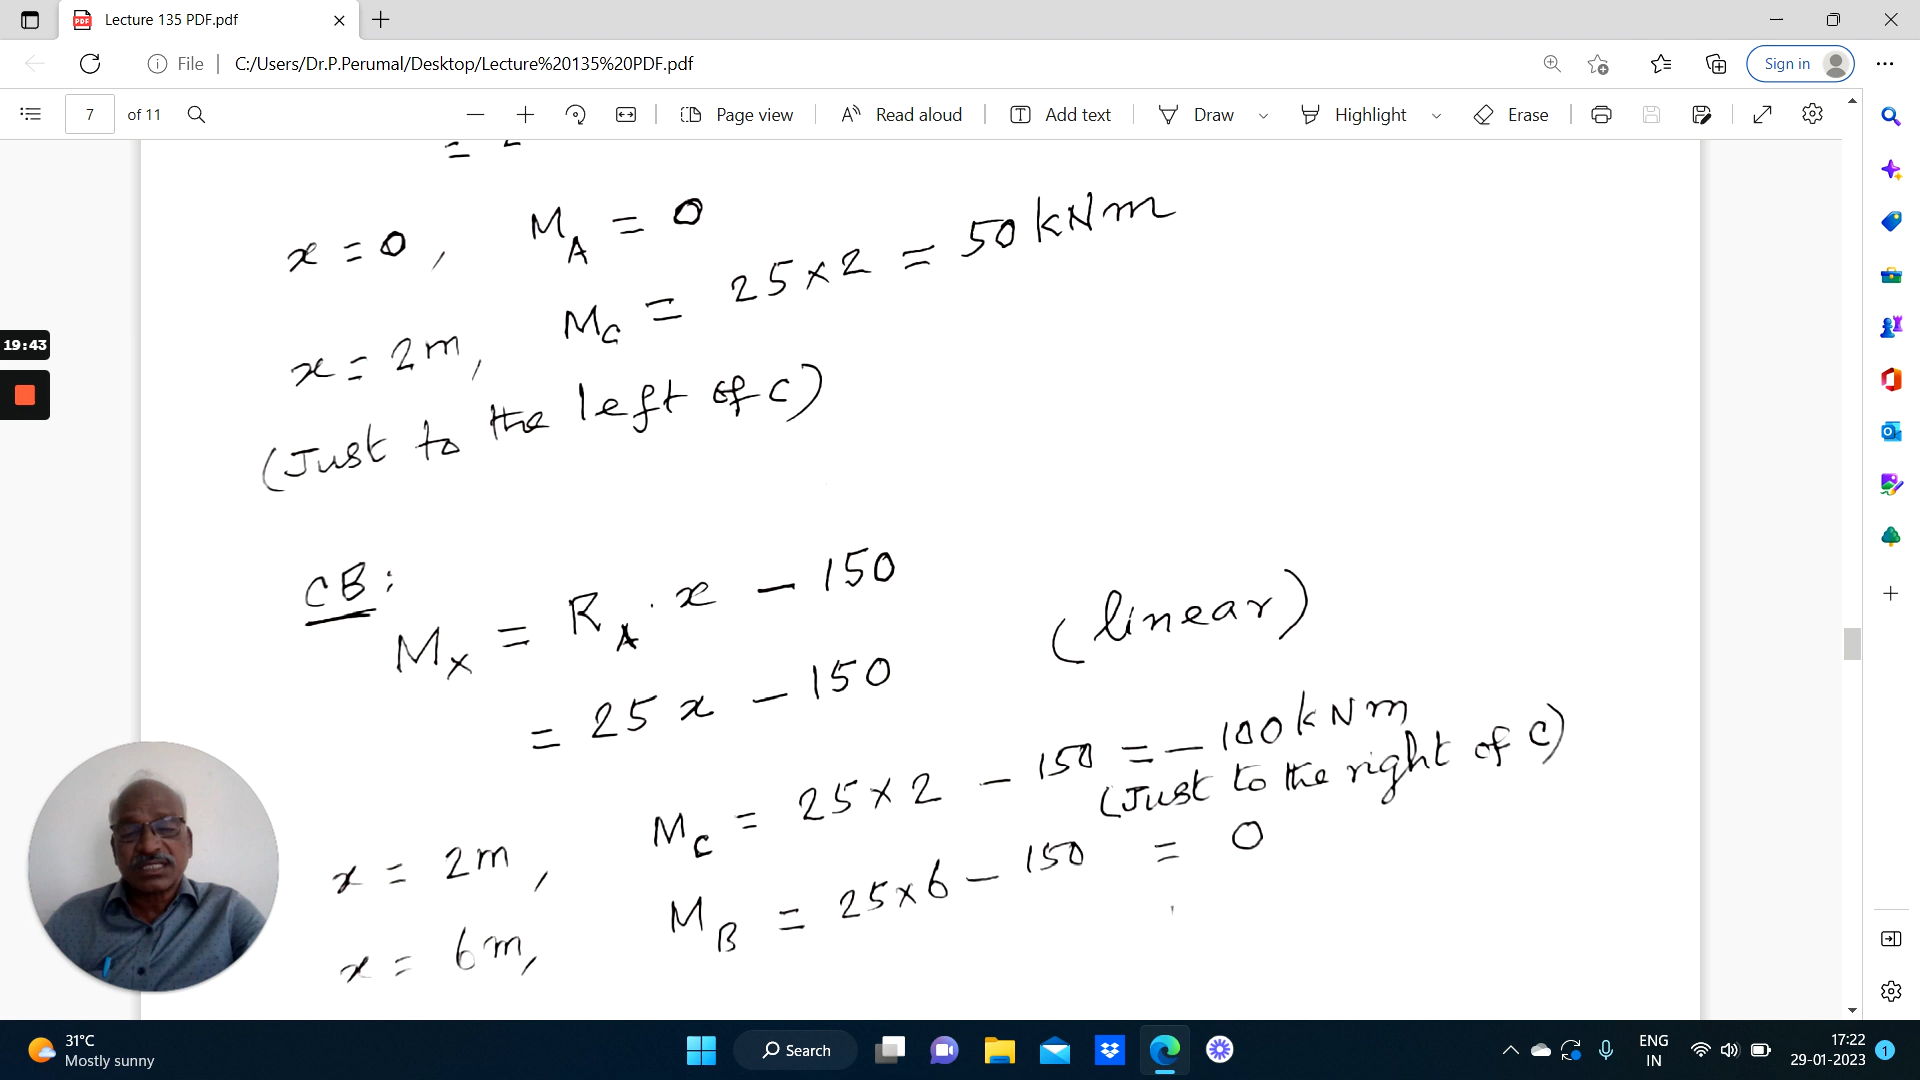 Lecture 135 PDF.pdf
File
C:/Users/Dr.P.Perumal/Desktop/Lecture%20135%20PDF.pdf
Sign in
7 of 11
Page view
Read aloud
Add text
Draw
Highlight
Erase
x = 0, M_A = 0
x = 2m, M_C = 25 × 2 = 50 kNm
(Just to the left of C)
19:43
CB:
M_x = R_A . x - 150
= 25 x - 150 (linear)
x = 2m, M_C = 25 × 2 - 150 = - 100 kNm
(Just to the right of C)
x = 6m, M_B = 25 × 6 - 150 = 0
31°C
Mostly sunny
Search
ENG
IN
17:22
29-01-2023
1